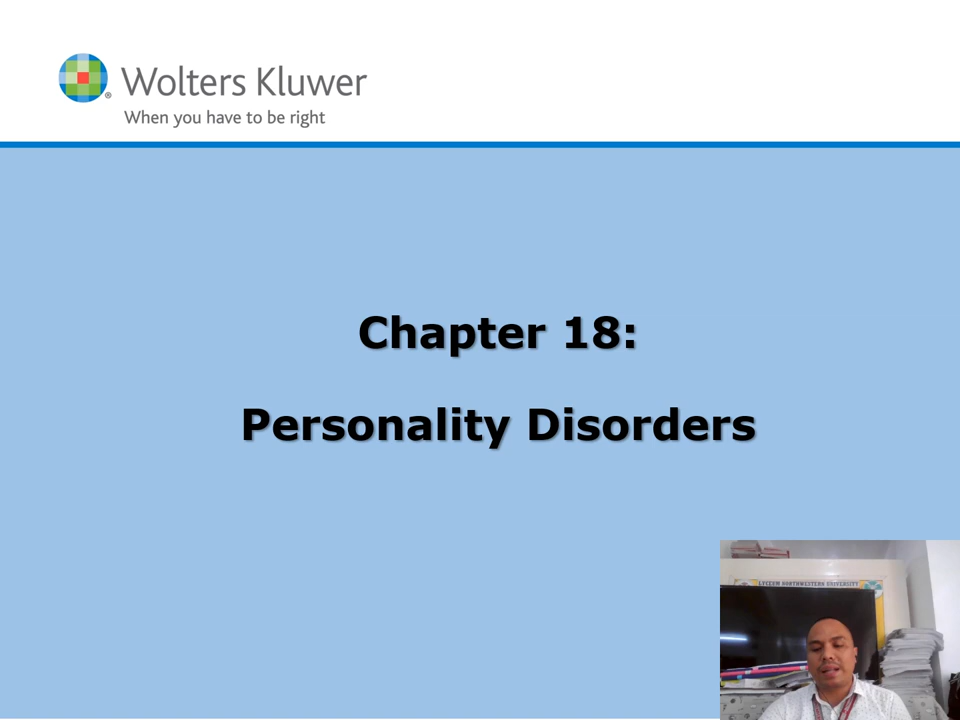 Wolters Kluwer
When you have to be right
Chapter 18:
Personality Disorders
LYCEUM NORTHWESTERN UNIVERSITY